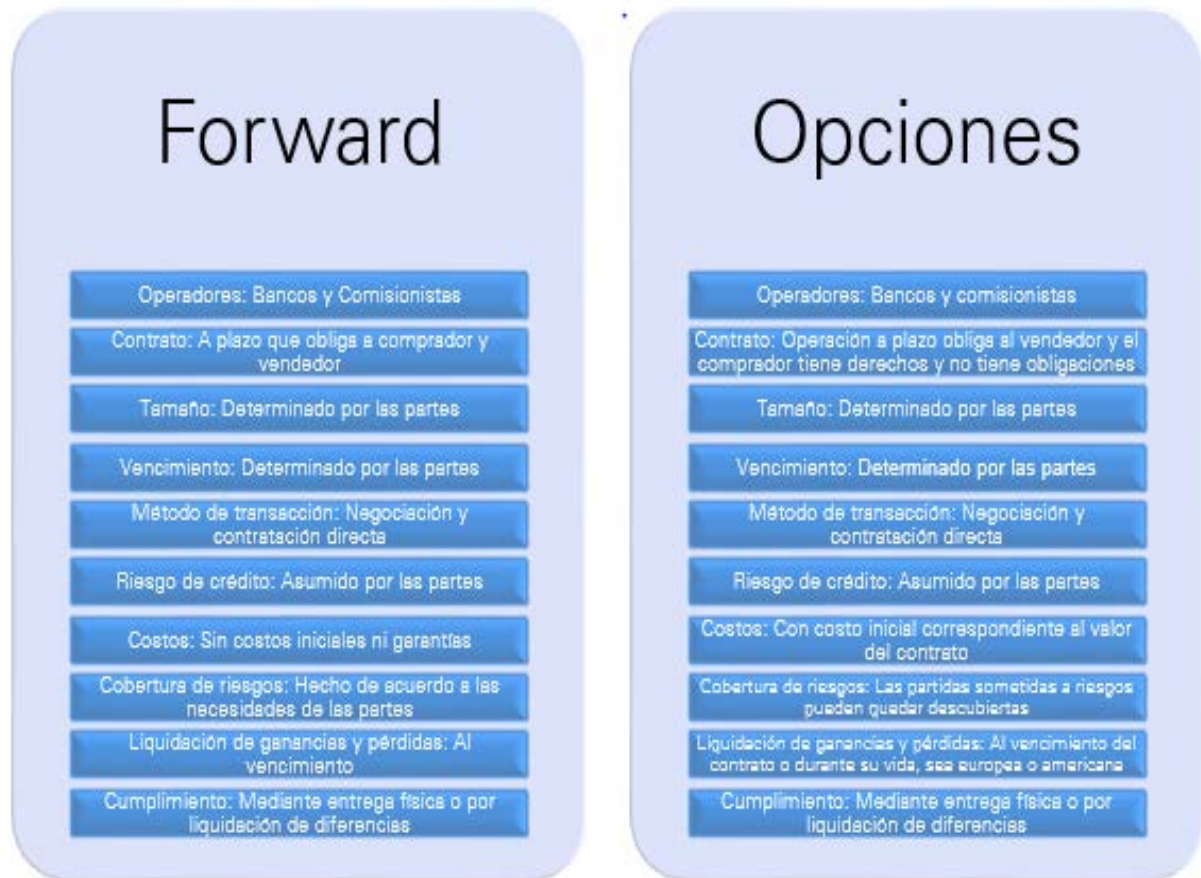 Forward
Operadores: Bancos y Comisionistas
Contrato: A plazo que obliga a comprador y
vendedor
Tamaño: Determinado por las partes
Vencimiento: Determinado por las partes
Método de transacción: Negociación y
contratación directa
Riesgo de crédito: Asumido por las partes
Costos: Sin costos iniciales ni garantías
Cobertura de riesgos: Hecho de acuerdo a las
necesidades de las partes
Liquidación de ganancias y pérdidas: Al
vencimiento
Cumplimiento: Mediante entrega física o por
liquidación de diferencias
Opciones
Operadores: Bancos y comisionistas
Contrato: Operación a plazo obliga al vendedor y el
comprador tiene derechos y no tiene obligaciones
Tamaño: Determinado por las partes
Vencimiento: Determinado por las partes
Método de transacción: Negociación y
contratación directa
Riesgo de crédito: Asumido por las partes
Costos: Con costo inicial correspondiente al valor
del contrato
Cobertura de riesgos: Las partidas sometidas a riesgos
pueden quedar descubiertas
Liquidación de ganancias y pérdidas: Al vencimiento del
contrato o durante su vida, sea europea o americana
Cumplimiento: Mediante entrega física o por
liquidación de diferencias